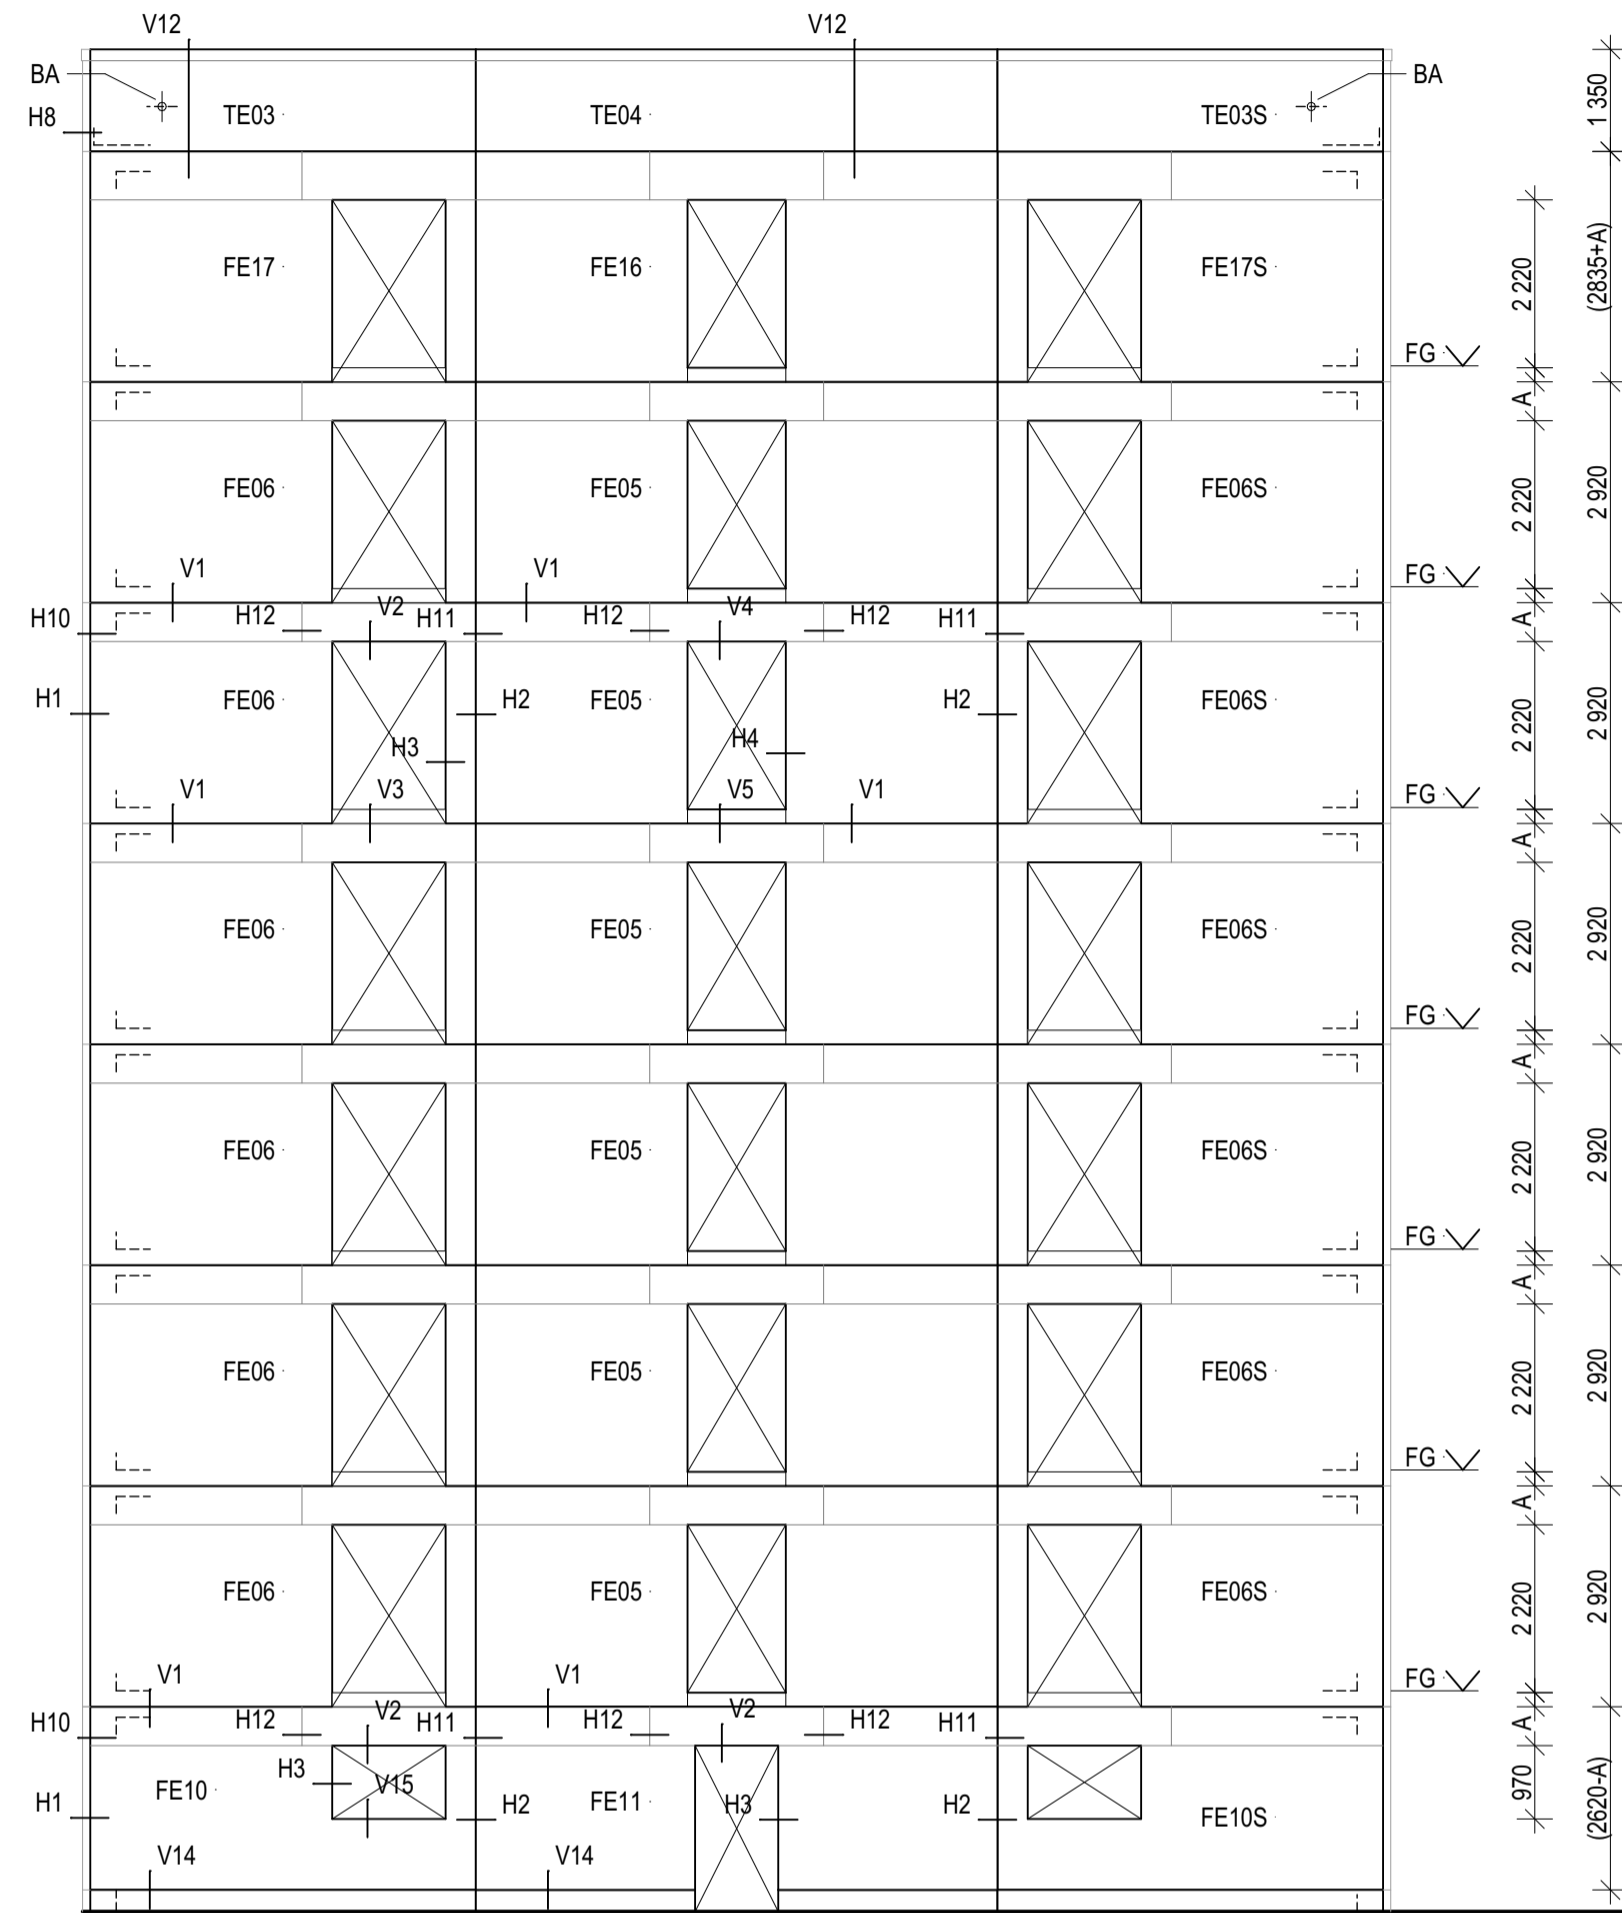 V12 V12
BA BA
H8 TE03 TE04 TE03S 1 350
FE17 FE16 FE17S 2 220 (2835+A)
FG
A
FE06 FE05 FE06S 2 220 2 920
V1 V1 FG
H10 H12 V2 H11 H12 V4 H12 H11 A
H1 FE06 H2 FE05 H2 FE06S 2 220 2 920
H3 H4
V1 V3 V5 V1 FG
A
FE06 FE05 FE06S 2 220 2 920
FG
A
FE06 FE05 FE06S 2 220 2 920
FG
A
FE06 FE05 FE06S 2 220 2 920
FG
A
FE06 FE05 FE06S 2 220 2 920
V1 V1 FG
H10 H12 V2 H11 H12 V2 H12 H11 A
H3 V15
H1 FE10 H2 FE11 H3 H2 FE10S 970 (2620-A)
V14 V14